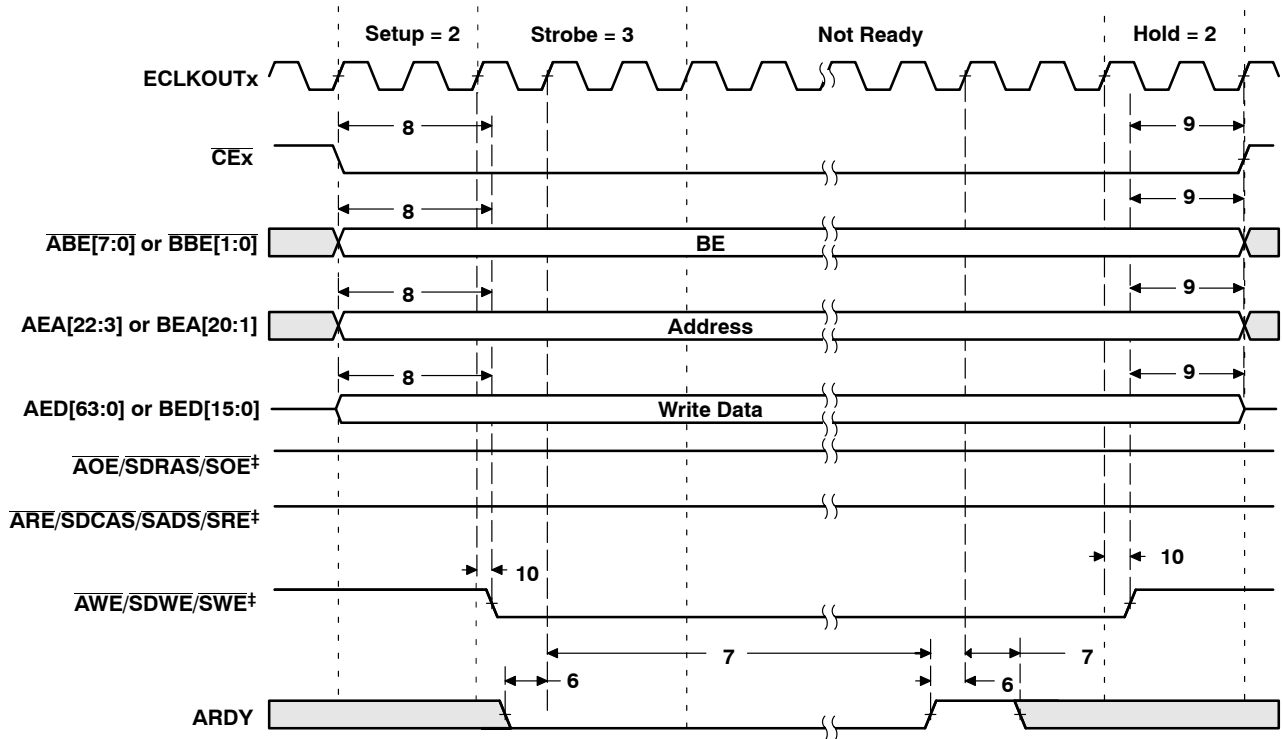 Setup = 2 Strobe = 3 Not Ready Hold = 2
ECLKOUTx
8 9
CEx
8 9
ABE[7:0] or BBE[1:0] BE
8 9
AEA[22:3] or BEA[20:1] Address
8 9
AED[63:0] or BED[15:0] Write Data
AOE/SDRAS/SOE‡
ARE/SDCAS/SADS/SRE‡
10 10
AWE/SDWE/SWE‡
7 7
6 6
ARDY